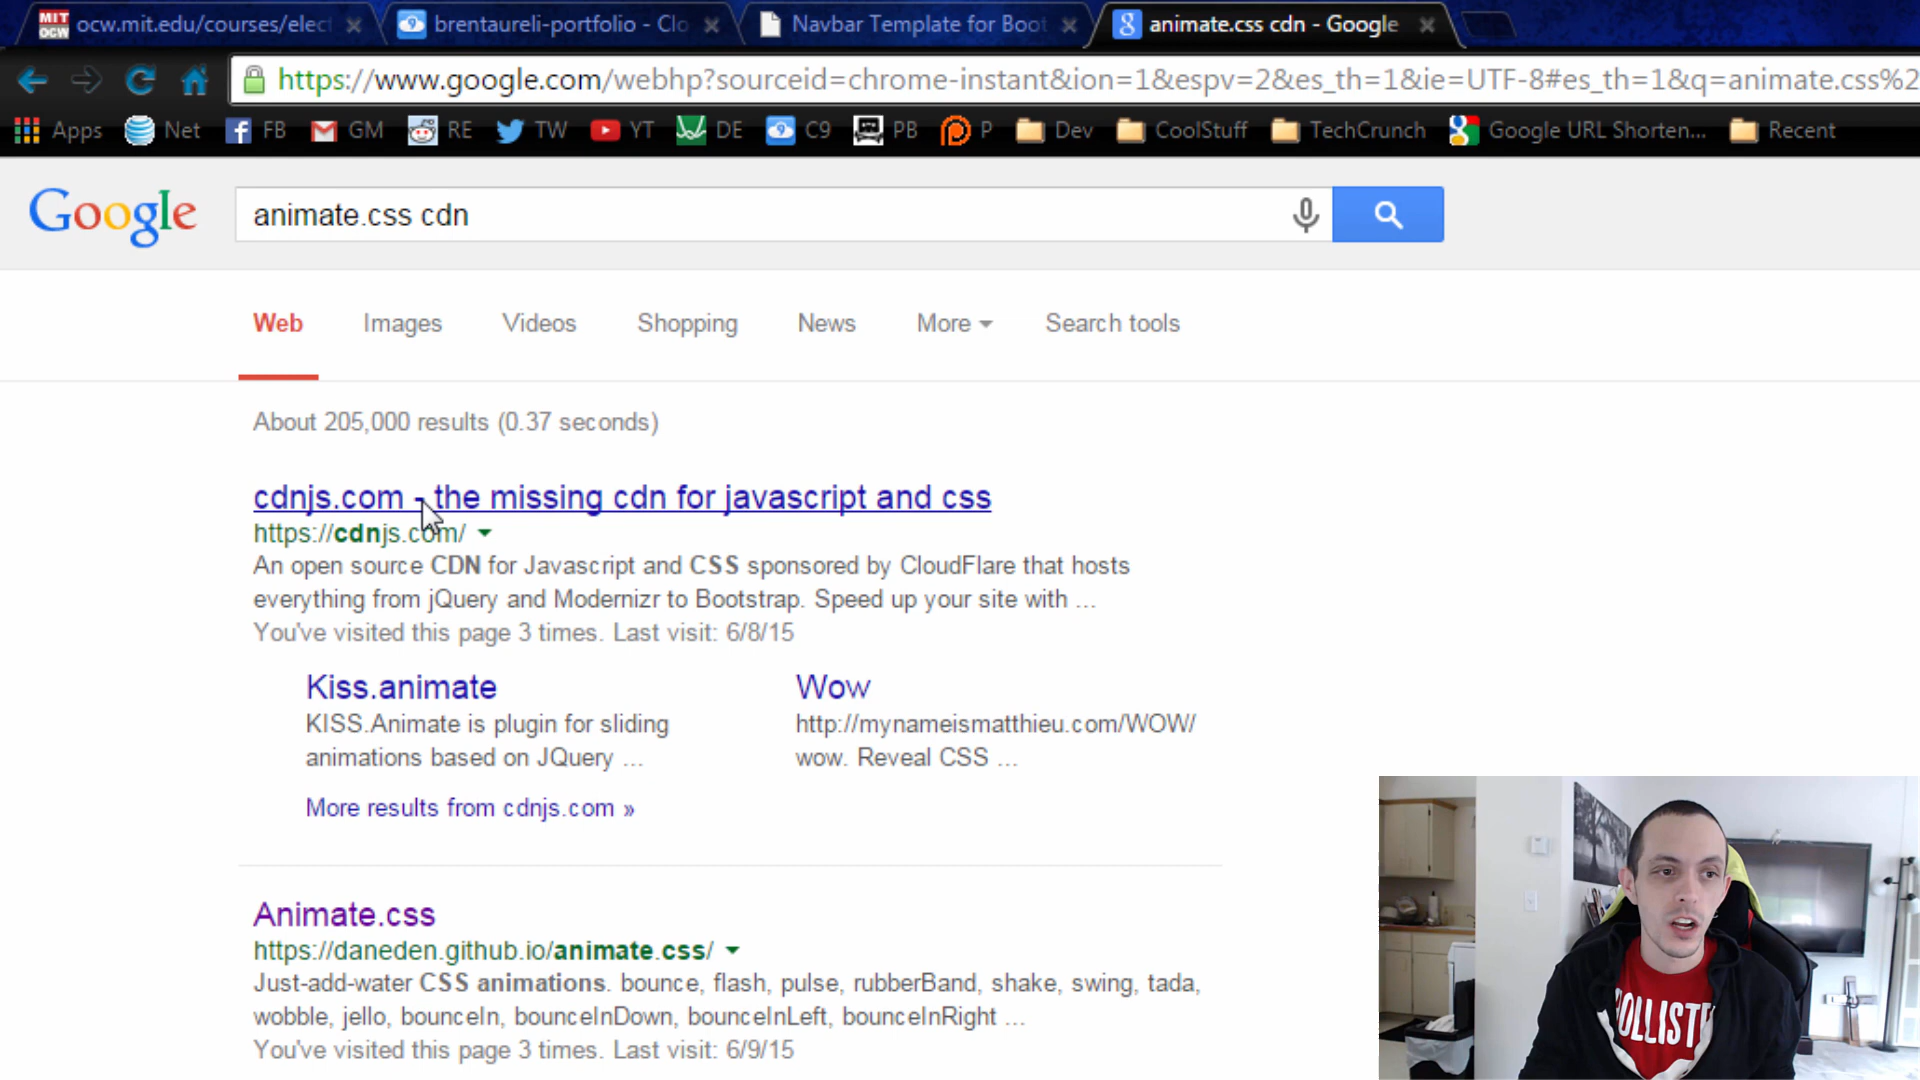 MIT OCW ocw.mit.edu/courses/elect
brentaureli-portfolio - Clo
Navbar Template for Boot
animate.css cdn - Google
https://www.google.com/webhp?sourceid=chrome-instant&ion=1&espv=2&es_th=1&ie=UTF-8#es_th=1&q=animate.css%2
Apps Net FB GM RE TW YT DE C9 PB P Dev CoolStuff TechCrunch Google URL Shorten... Recent
Google animate.css cdn
Web Images Videos Shopping News More Search tools
About 205,000 results (0.37 seconds)
cdnjs.com - the missing cdn for javascript and css
https://cdnjs.com/
An open source CDN for Javascript and CSS sponsored by CloudFlare that hosts
everything from jQuery and Modernizr to Bootstrap. Speed up your site with ...
You've visited this page 3 times. Last visit: 6/8/15
Kiss.animate
KISS.Animate is plugin for sliding
animations based on JQuery ...
Wow
http://mynameismatthieu.com/WOW/
wow. Reveal CSS ...
More results from cdnjs.com »
Animate.css
https://daneden.github.io/animate.css/
Just-add-water CSS animations. bounce, flash, pulse, rubberBand, shake, swing, tada,
wobble, jello, bounceIn, bounceInDown, bounceInLeft, bounceInRight ...
You've visited this page 3 times. Last visit: 6/9/15
OLLISTE